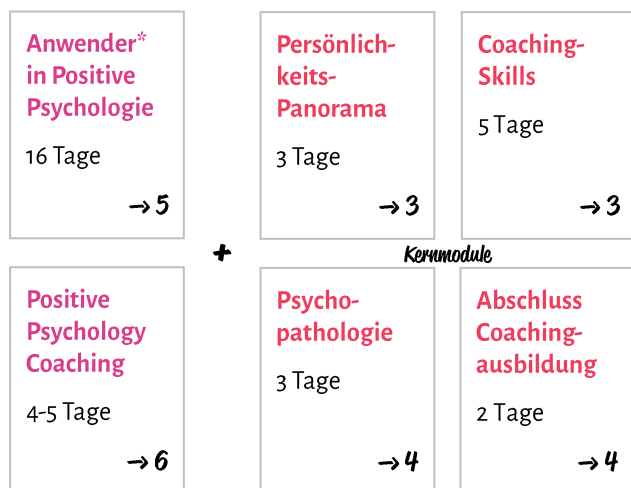 Anwender*
in Positive
Psychologie
16 Tage
→ 5
Persönlich-
keits-
Panorama
3 Tage
→ 3
Coaching-
Skills
5 Tage
→ 3
+
Kernmodule
Positive
Psychology
Coaching
4-5 Tage
→ 6
Psycho-
pathologie
3 Tage
→ 4
Abschluss
Coaching-
ausbildung
2 Tage
→ 4